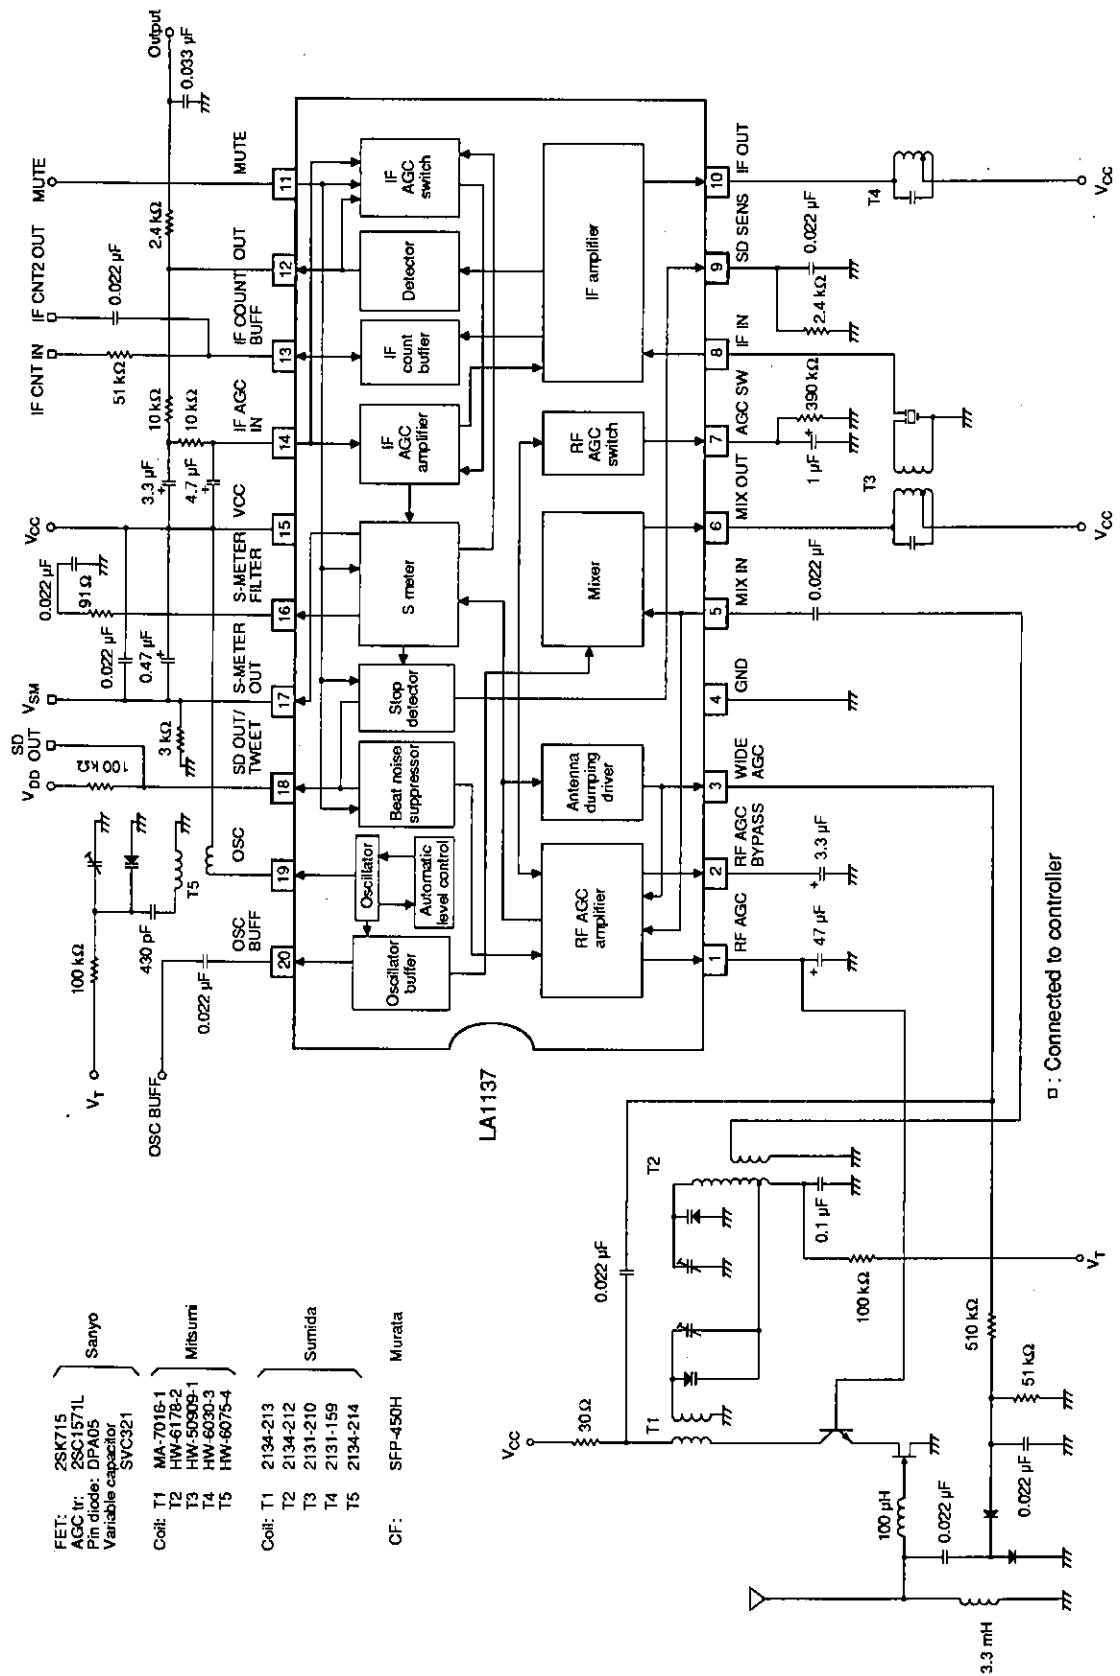 FET: 2SK715
AGC tr: 2SC1571L
Pin diode: DPA05
Variable capacitor
SVC321
Sanyo
Coil: T1 MA-7016-1
T2 HW-6178-2
T3 HW-50909-1
T4 HW-6030-3
T5 HW-6075-4
Mitsumi
Coil: T1 2134-213
T2 2134-212
T3 2131-210
T4 2131-159
T5 2134-214
Sumida
CF: SFP-450H Murata
VT
OSC BUFF
100 kΩ
430 pF
T5
0.022 µF
VDD
SD OUT
100 kΩ
VSM
3 kΩ
0.022 µF
0.47 µF
0.022 µF
91 Ω
VCC
3.3 µF
4.7 µF
10 kΩ
10 kΩ
IF CNT IN
51 kΩ
IF CNT2 OUT
0.022 µF
2.4 kΩ
MUTE
Output
0.033 µF
OSC BUFF
OSC
SD OUT/ TWEET
S-METER OUT
S-METER FILTER
VCC
IF AGC IN
IF COUNT BUFF
OUT
MUTE
20
19
18
17
16
15
14
13
12
11
LA1137
Oscillator buffer
Oscillator
Automatic level control
Beat noise suppressor
Stop detector
S meter
IF AGC amplifier
IF count buffer
Detector
IF AGC switch
RF AGC amplifier
Antenna dumping driver
Mixer
RF AGC switch
IF amplifier
1
2
3
4
5
6
7
8
9
10
RF AGC
RF AGC BYPASS
WIDE AGC
GND
MIX IN
MIX OUT
AGC SW
IF IN
SD SENS
IF OUT
47 µF
3.3 µF
0.022 µF
T3
VCC
1 µF
390 kΩ
2.4 kΩ
0.022 µF
T4
VCC
VCC
30 Ω
T1
0.022 µF
T2
0.1 µF
100 kΩ
VT
510 kΩ
51 kΩ
0.022 µF
100 µH
0.022 µF
3.3 mH
□: Connected to controller